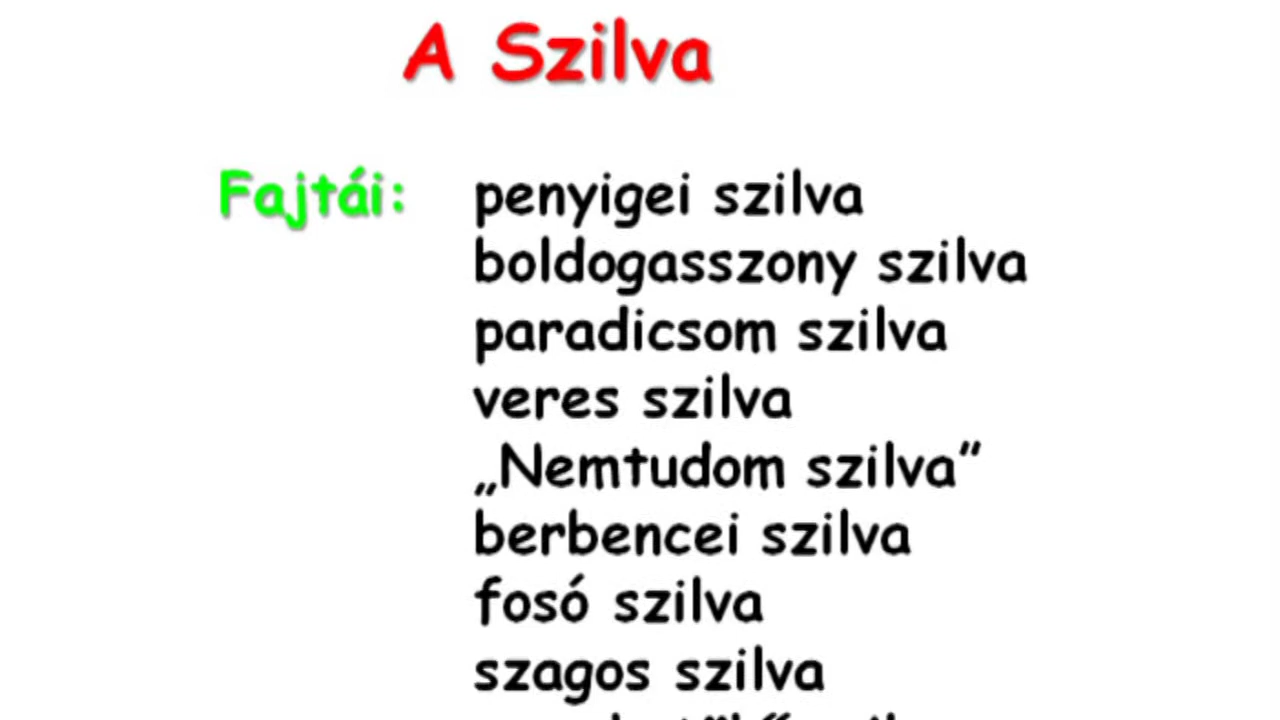 A Szilva
Fajtái: penyigei szilva
boldogasszony szilva
paradicsom szilva
veres szilva
„Nemtudom szilva”
berbencei szilva
fosó szilva
szagos szilva